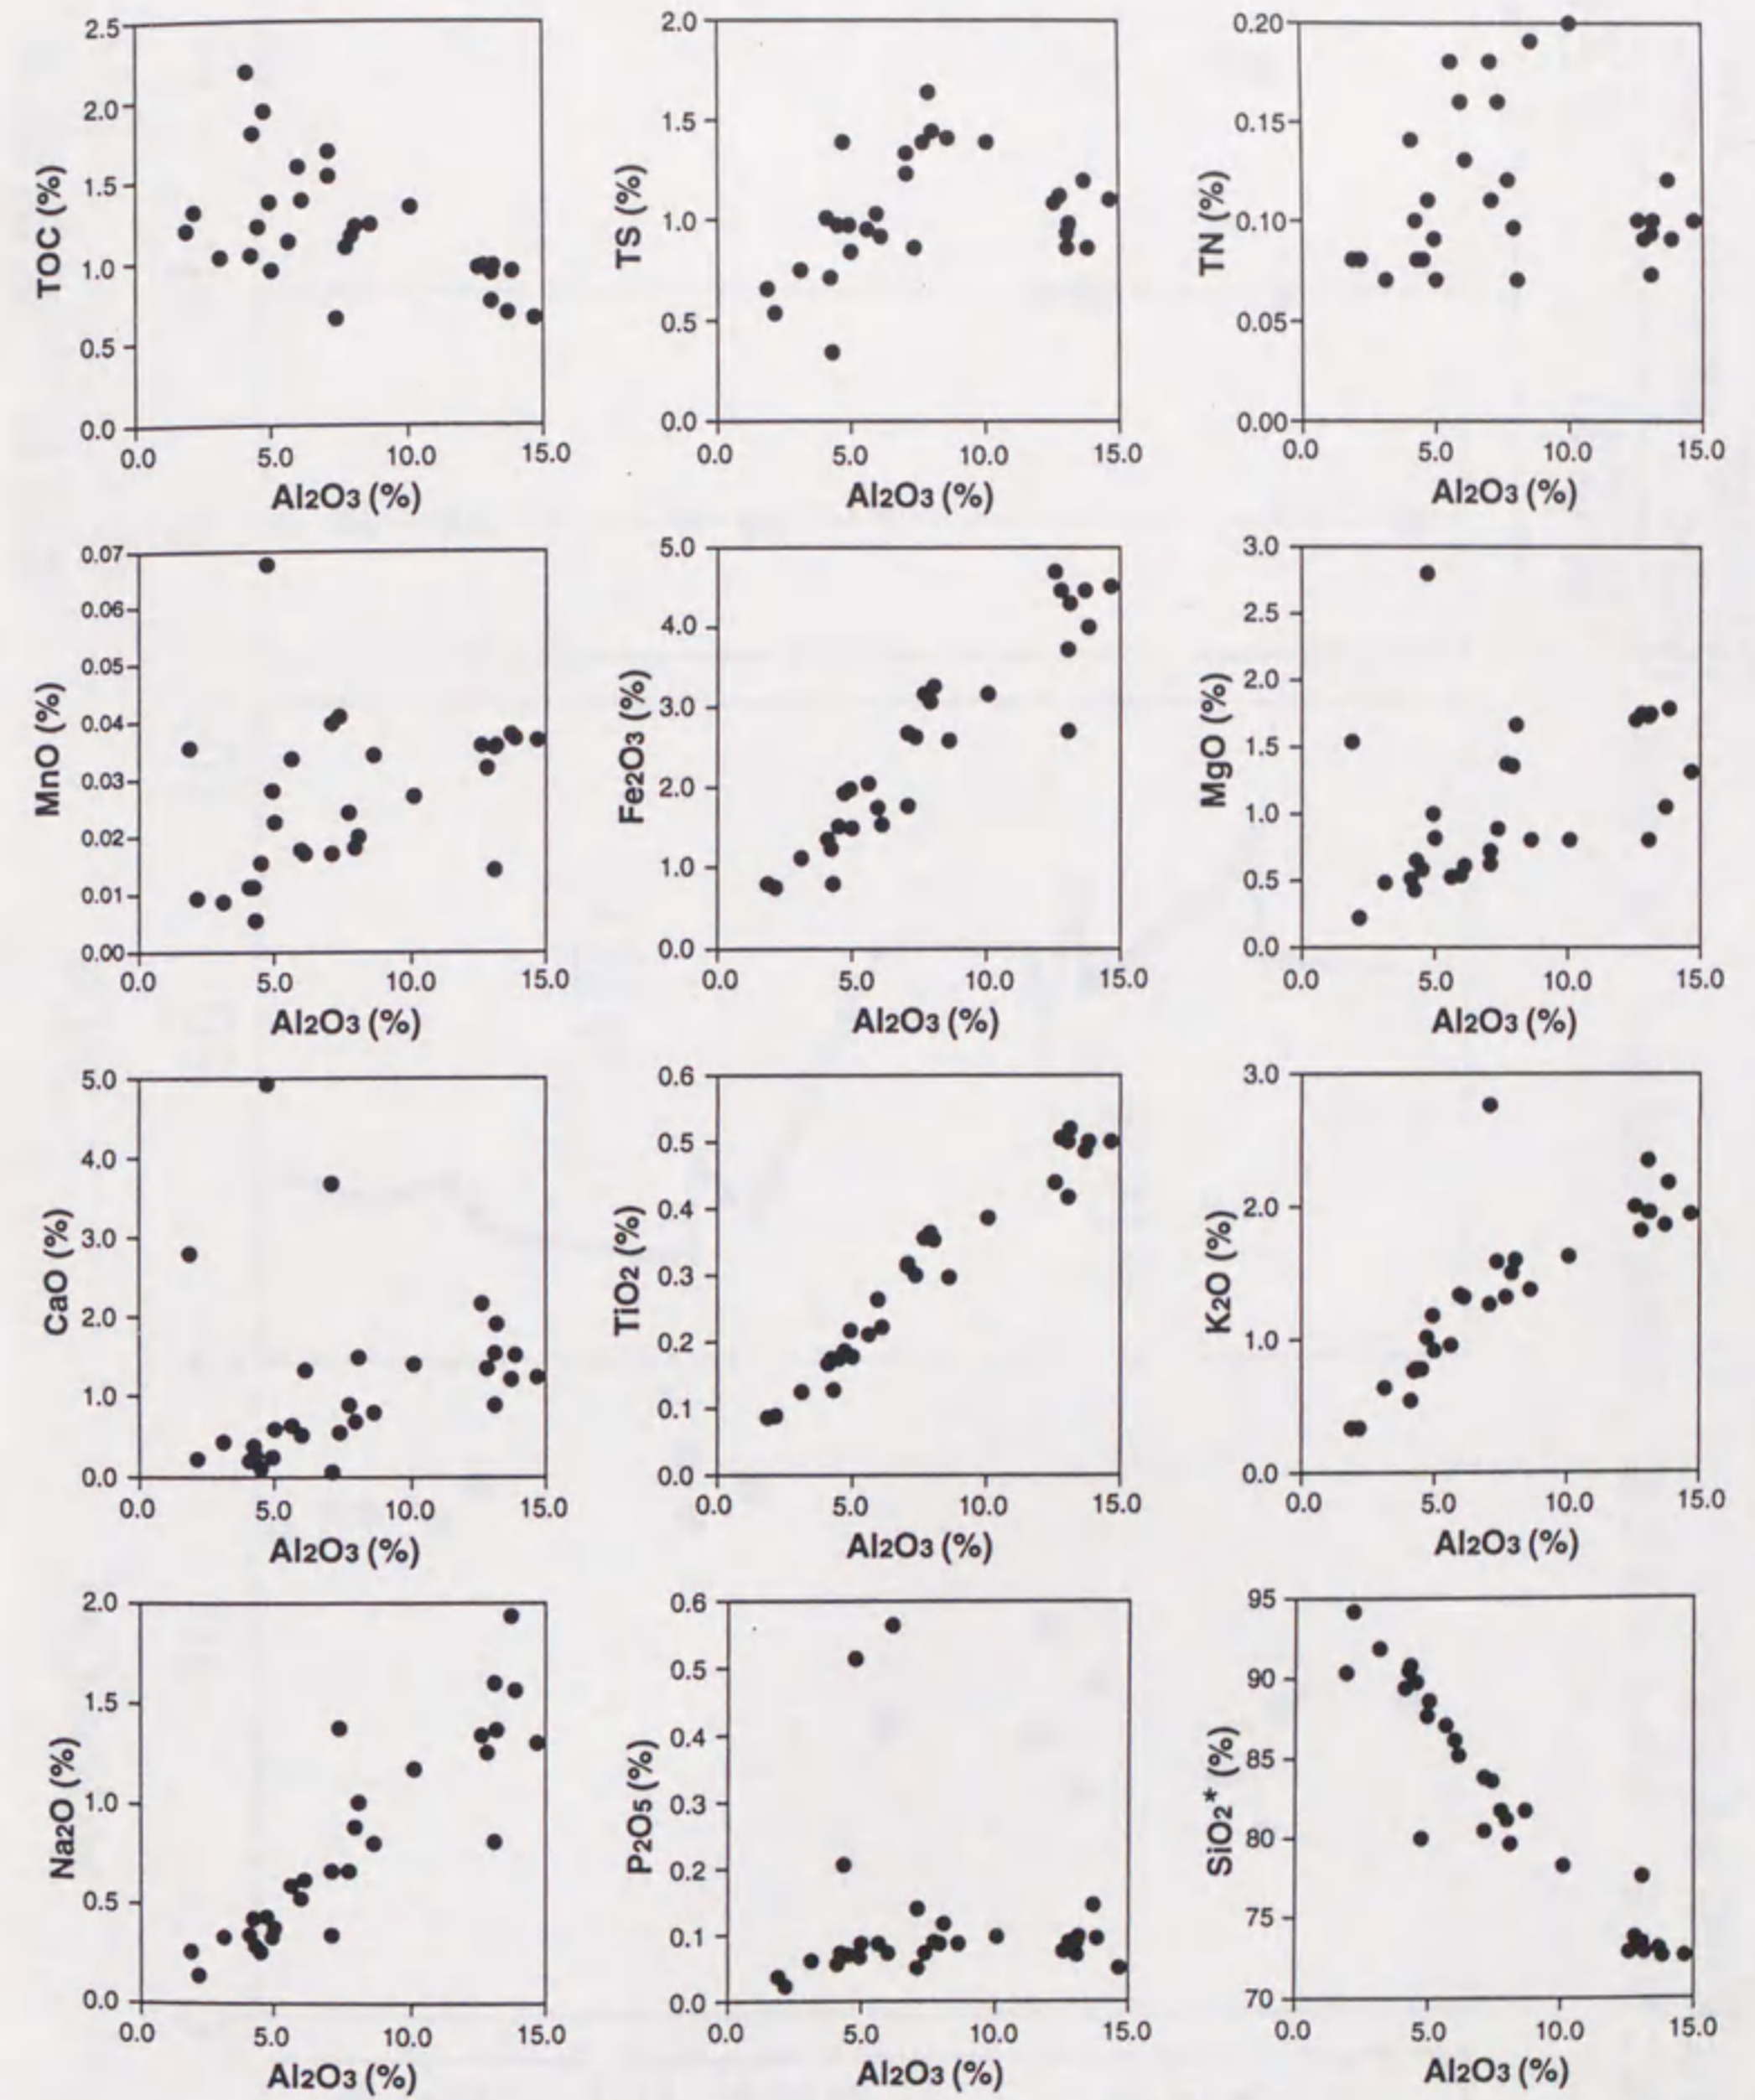 2.5
2.0
1.5
1.0
0.5
0.0
TOC (%)
0.0 5.0 10.0 15.0
Al2O3 (%)
2.0
1.5
1.0
0.5
0.0
TS (%)
0.0 5.0 10.0 15.0
Al2O3 (%)
0.20
0.15
0.10
0.05
0.00
TN (%)
0.0 5.0 10.0 15.0
Al2O3 (%)
0.07
0.06
0.05
0.04
0.03
0.02
0.01
0.00
MnO (%)
0.0 5.0 10.0 15.0
Al2O3 (%)
5.0
4.0
3.0
2.0
1.0
0.0
Fe2O3 (%)
0.0 5.0 10.0 15.0
Al2O3 (%)
3.0
2.5
2.0
1.5
1.0
0.5
0.0
MgO (%)
0.0 5.0 10.0 15.0
Al2O3 (%)
5.0
4.0
3.0
2.0
1.0
0.0
CaO (%)
0.0 5.0 10.0 15.0
Al2O3 (%)
0.6
0.5
0.4
0.3
0.2
0.1
0.0
TiO2 (%)
0.0 5.0 10.0 15.0
Al2O3 (%)
3.0
2.0
1.0
0.0
K2O (%)
0.0 5.0 10.0 15.0
Al2O3 (%)
2.0
1.5
1.0
0.5
0.0
Na2O (%)
0.0 5.0 10.0 15.0
Al2O3 (%)
0.6
0.5
0.4
0.3
0.2
0.1
0.0
P2O5 (%)
0.0 5.0 10.0 15.0
Al2O3 (%)
95
90
85
80
75
70
SiO2* (%)
0.0 5.0 10.0 15.0
Al2O3 (%)